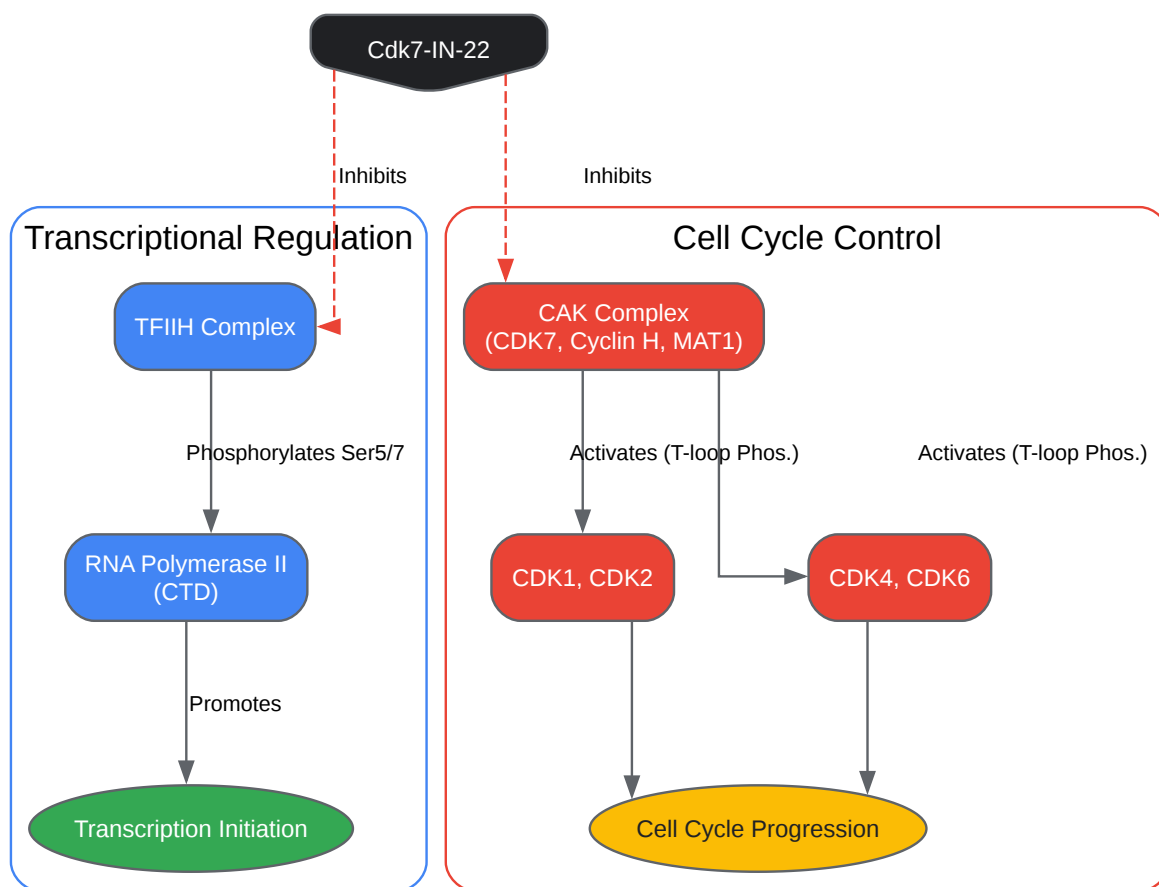 Cdk7-IN-22
Inhibits
Inhibits
Transcriptional Regulation
Cell Cycle Control
TFIIH Complex
CAK Complex
(CDK7, Cyclin H, MAT1)
Phosphorylates Ser5/7
Activates (T-loop Phos.)
Activates (T-loop Phos.)
RNA Polymerase II
(CTD)
CDK1, CDK2
CDK4, CDK6
Promotes
Transcription Initiation
Cell Cycle Progression